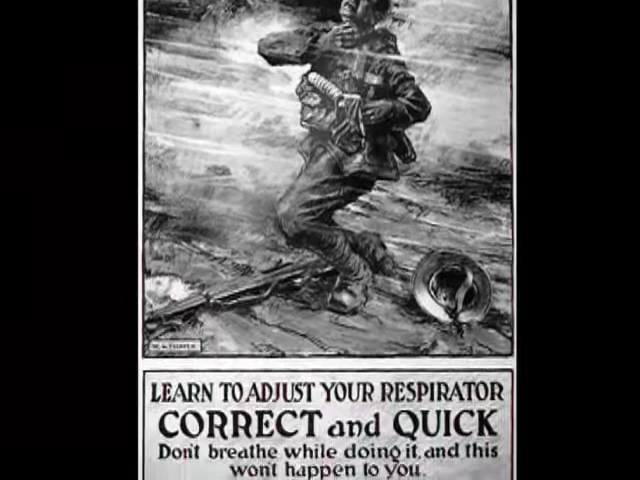 LEARN TO ADJUST YOUR RESPIRATOR
CORRECT and QUICK
Don't breathe while doing it, and this
won't happen to you.